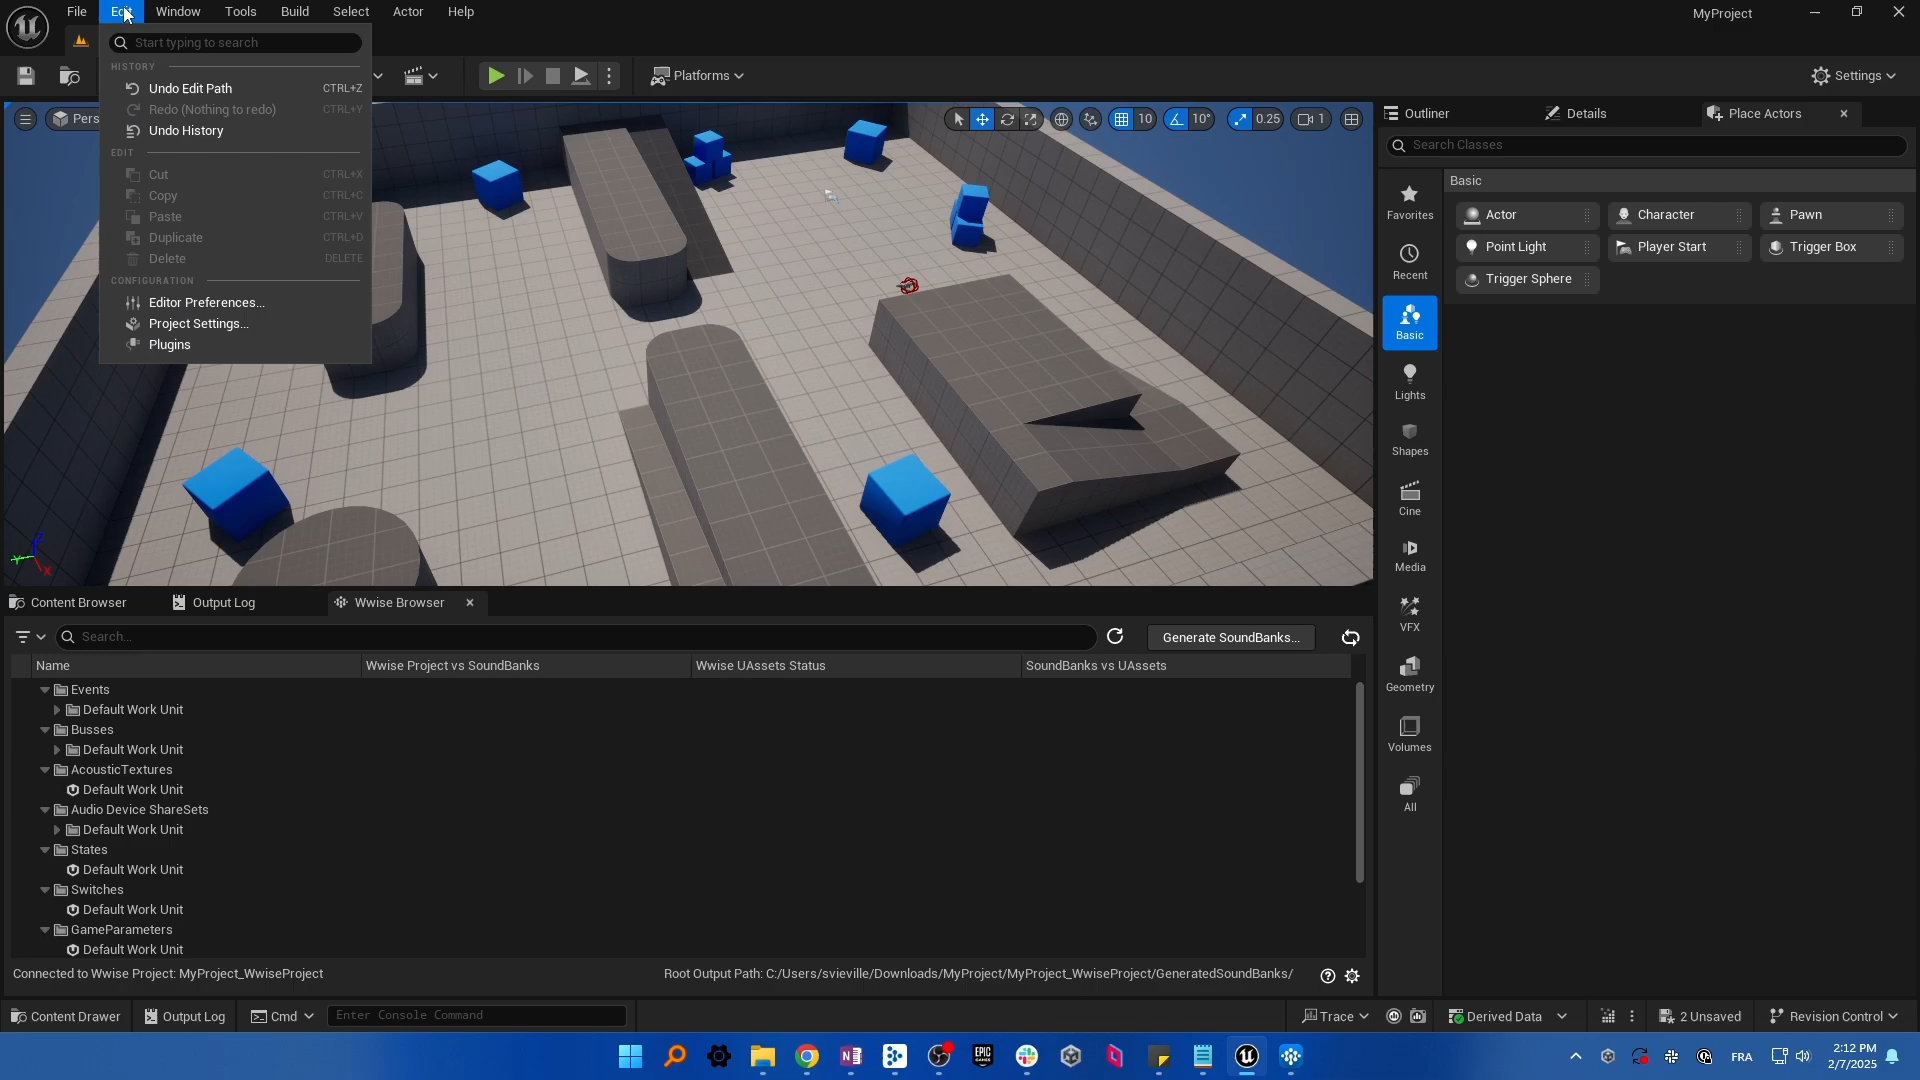 File Edit Window Tools Build Select Actor Help
MyProject
Start typing to search
HISTORY
Undo Edit Path CTRL+Z
Redo (Nothing to redo) CTRL+Y
Undo History
EDIT
Cut CTRL+X
Copy CTRL+C
Paste CTRL+V
Duplicate CTRL+D
Delete DELETE
CONFIGURATION
Editor Preferences...
Project Settings...
Plugins
Platforms
Settings
Pers
10 10° 0.25 1
Outliner Details Place Actors
Search Classes
Favorites
Recent
Basic
Lights
Shapes
Cine
Media
VFX
Geometry
Volumes
All
Basic
Actor Character Pawn
Point Light Player Start Trigger Box
Trigger Sphere
Content Browser Output Log Wwise Browser
Search... Generate SoundBanks...
Name Wwise Project vs SoundBanks Wwise UAssets Status SoundBanks vs UAssets
Events
Default Work Unit
Busses
Default Work Unit
AcousticTextures
Default Work Unit
Audio Device ShareSets
Default Work Unit
States
Default Work Unit
Switches
Default Work Unit
GameParameters
Default Work Unit
Connected to Wwise Project: MyProject_WwiseProject Root Output Path: C:/Users/svieville/Downloads/MyProject/MyProject_WwiseProject/GeneratedSoundBanks/
Content Drawer Output Log Cmd Enter Console Command Trace Derived Data 2 Unsaved Revision Control
EPIC GAMES
FRA
2:12 PM
2/7/2025